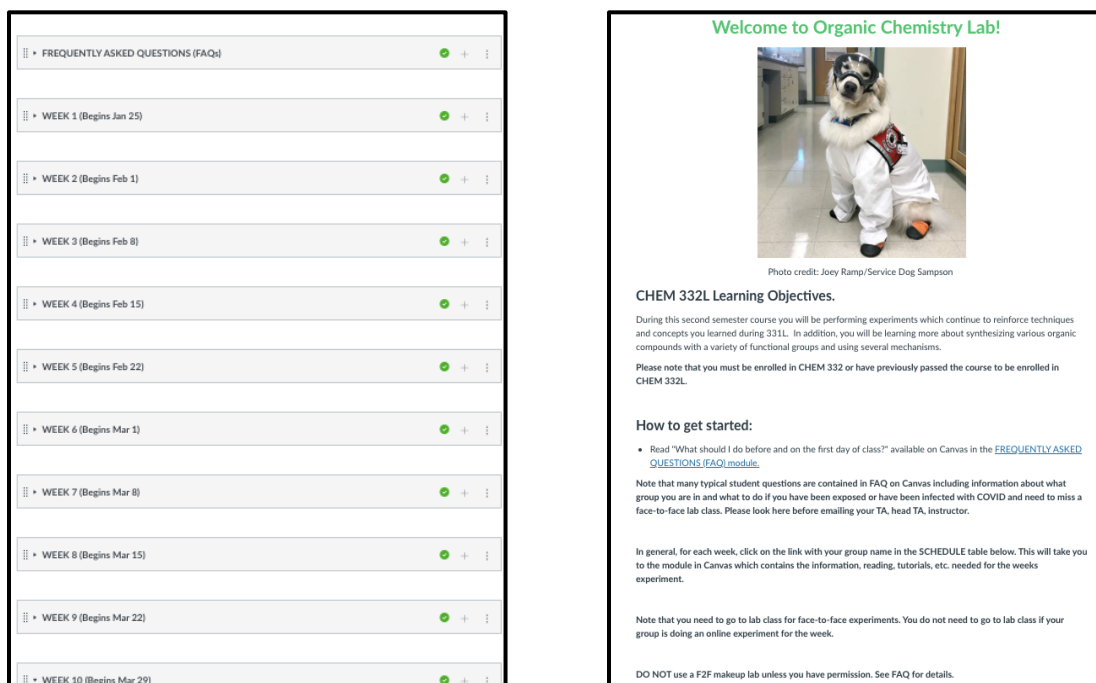 FREQUENTLY ASKED QUESTIONS (FAQs)
WEEK 1 (Begins Jan 25)
WEEK 2 (Begins Feb 1)
WEEK 3 (Begins Feb 8)
WEEK 4 (Begins Feb 15)
WEEK 5 (Begins Feb 22)
WEEK 6 (Begins Mar 1)
WEEK 7 (Begins Mar 8)
WEEK 8 (Begins Mar 15)
WEEK 9 (Begins Mar 22)
WEEK 10 (Begins Mar 29)
Welcome to Organic Chemistry Lab!
Photo credit: Joey Ramp/Service Dog Sampson
CHEM 332L Learning Objectives.
During this second semester course you will be performing experiments which continue to reinforce techniques
and concepts you learned during 331L. In addition, you will be learning more about synthesizing various organic
compounds with a variety of functional groups and using several mechanisms.
Please note that you must be enrolled in CHEM 332 or have previously passed the course to be enrolled in
CHEM 332L.
How to get started:
• Read "What should I do before and on the first day of class?" available on Canvas in the FREQUENTLY ASKED
QUESTIONS (FAQ) module.
Note that many typical student questions are contained in FAQ on Canvas including information about what
group you are in and what to do if you have been exposed or have been infected with COVID and need to miss a
face-to-face lab class. Please look here before emailing your TA, head TA, instructor.
In general, for each week, click on the link with your group name in the SCHEDULE table below. This will take you
to the module in Canvas which contains the information, reading, tutorials, etc. needed for the weeks
experiment.
Note that you need to go to lab class for face-to-face experiments. You do not need to go to lab class if your
group is doing an online experiment for the week.
DO NOT use a F2F makeup lab unless you have permission. See FAQ for details.